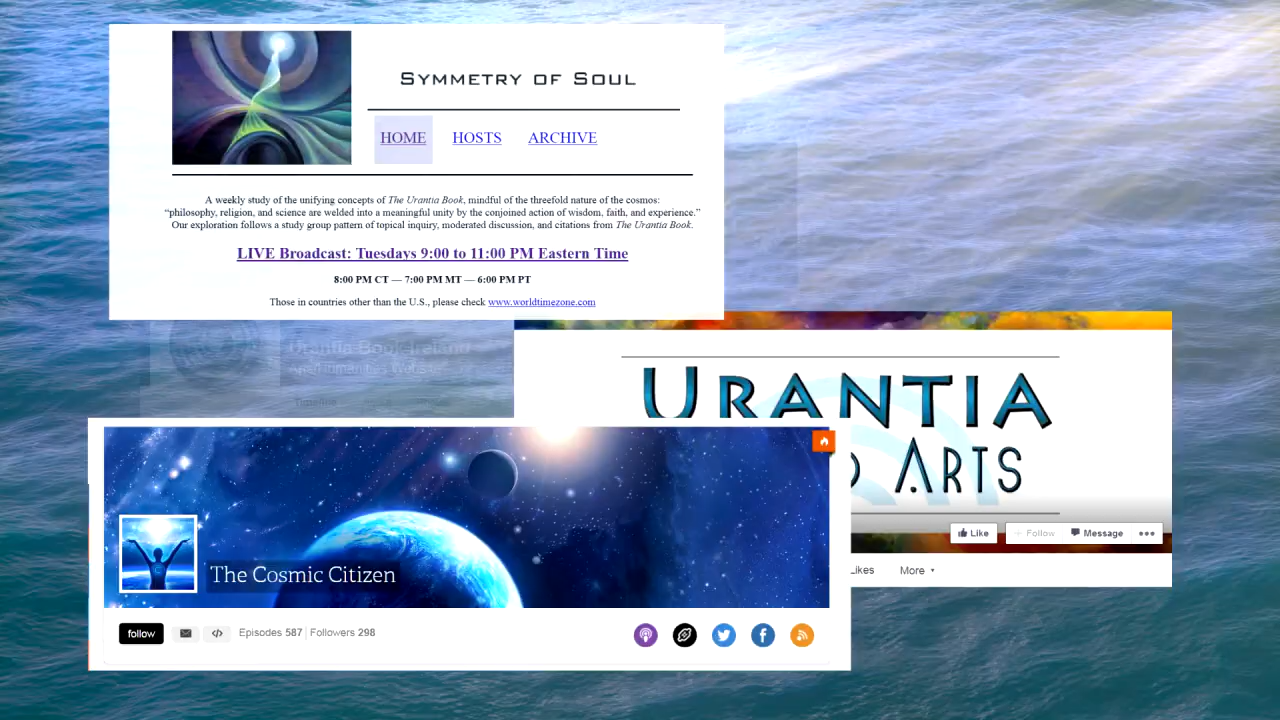 SYMMETRY OF SOUL
HOME HOSTS ARCHIVE
A weekly study of the unifying concepts of The Urantia Book, mindful of the threefold nature of the cosmos:
“philosophy, religion, and science are welded into a meaningful unity by the conjoined action of wisdom, faith, and experience.”
Our exploration follows a study group pattern of topical inquiry, moderated discussion, and citations from The Urantia Book.
LIVE Broadcast: Tuesdays 9:00 to 11:00 PM Eastern Time
8:00 PM CT — 7:00 PM MT — 6:00 PM PT
Those in countries other than the U.S., please check www.worldtimezone.com
Urantia Book Ireland
Timeline
URANTIA
ARTS
Like Follow Message
Likes More
The Cosmic Citizen
follow Episodes 587 Followers 298